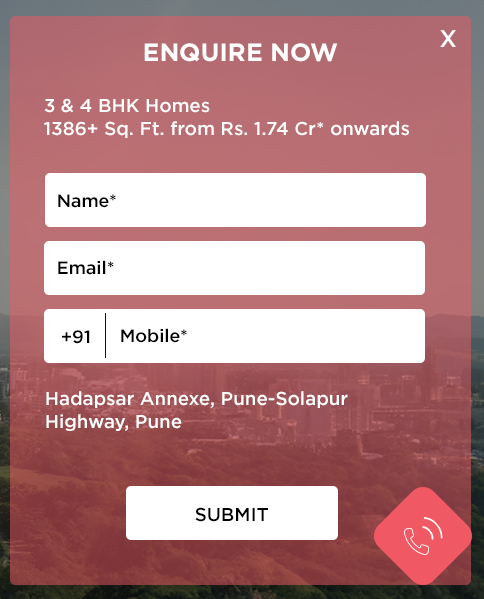 X
ENQUIRE NOW
3 & 4 BHK Homes
1386+ Sq. Ft. from Rs. 1.74 Cr* onwards
Name*
Email*
+91 Mobile*
Hadapsar Annexe, Pune-Solapur
Highway, Pune
SUBMIT